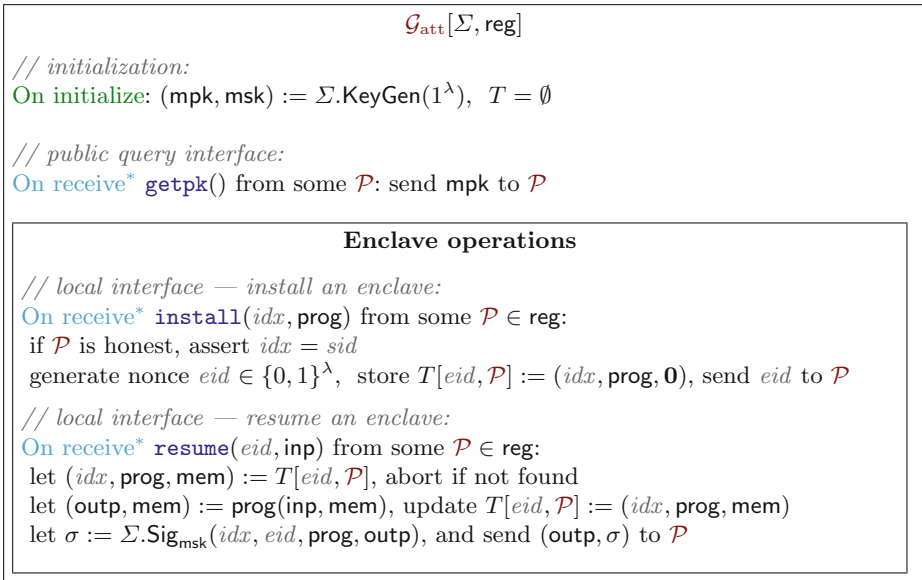 𝒢att[Σ, reg]
// initialization:
On initialize: (mpk, msk) := Σ.KeyGen(1^λ), T = ∅
// public query interface:
On receive* getpk() from some 𝒫: send mpk to 𝒫
Enclave operations
// local interface — install an enclave:
On receive* install(idx, prog) from some 𝒫 ∈ reg:
if 𝒫 is honest, assert idx = sid
generate nonce eid ∈ {0, 1}^λ, store T[eid, 𝒫] := (idx, prog, 0), send eid to 𝒫
// local interface — resume an enclave:
On receive* resume(eid, inp) from some 𝒫 ∈ reg:
let (idx, prog, mem) := T[eid, 𝒫], abort if not found
let (outp, mem) := prog(inp, mem), update T[eid, 𝒫] := (idx, prog, mem)
let σ := Σ.Sig_msk(idx, eid, prog, outp), and send (outp, σ) to 𝒫